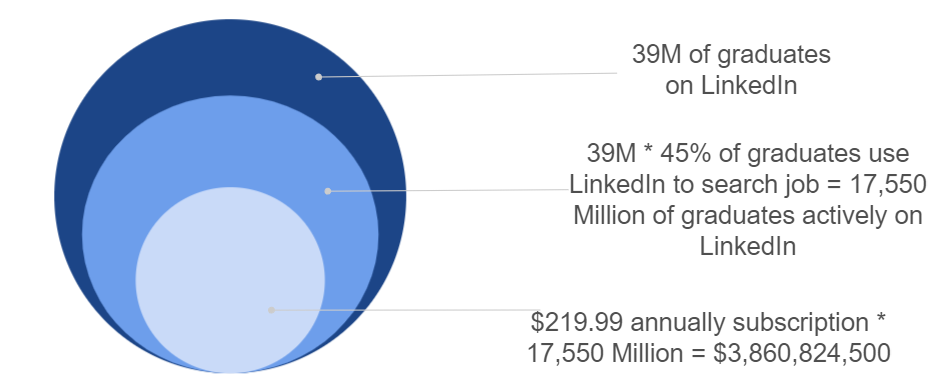 39M of graduates
on LinkedIn
39M * 45% of graduates use
LinkedIn to search job = 17,550
Million of graduates actively on
LinkedIn
$219.99 annually subscription *
17,550 Million = $3,860,824,500